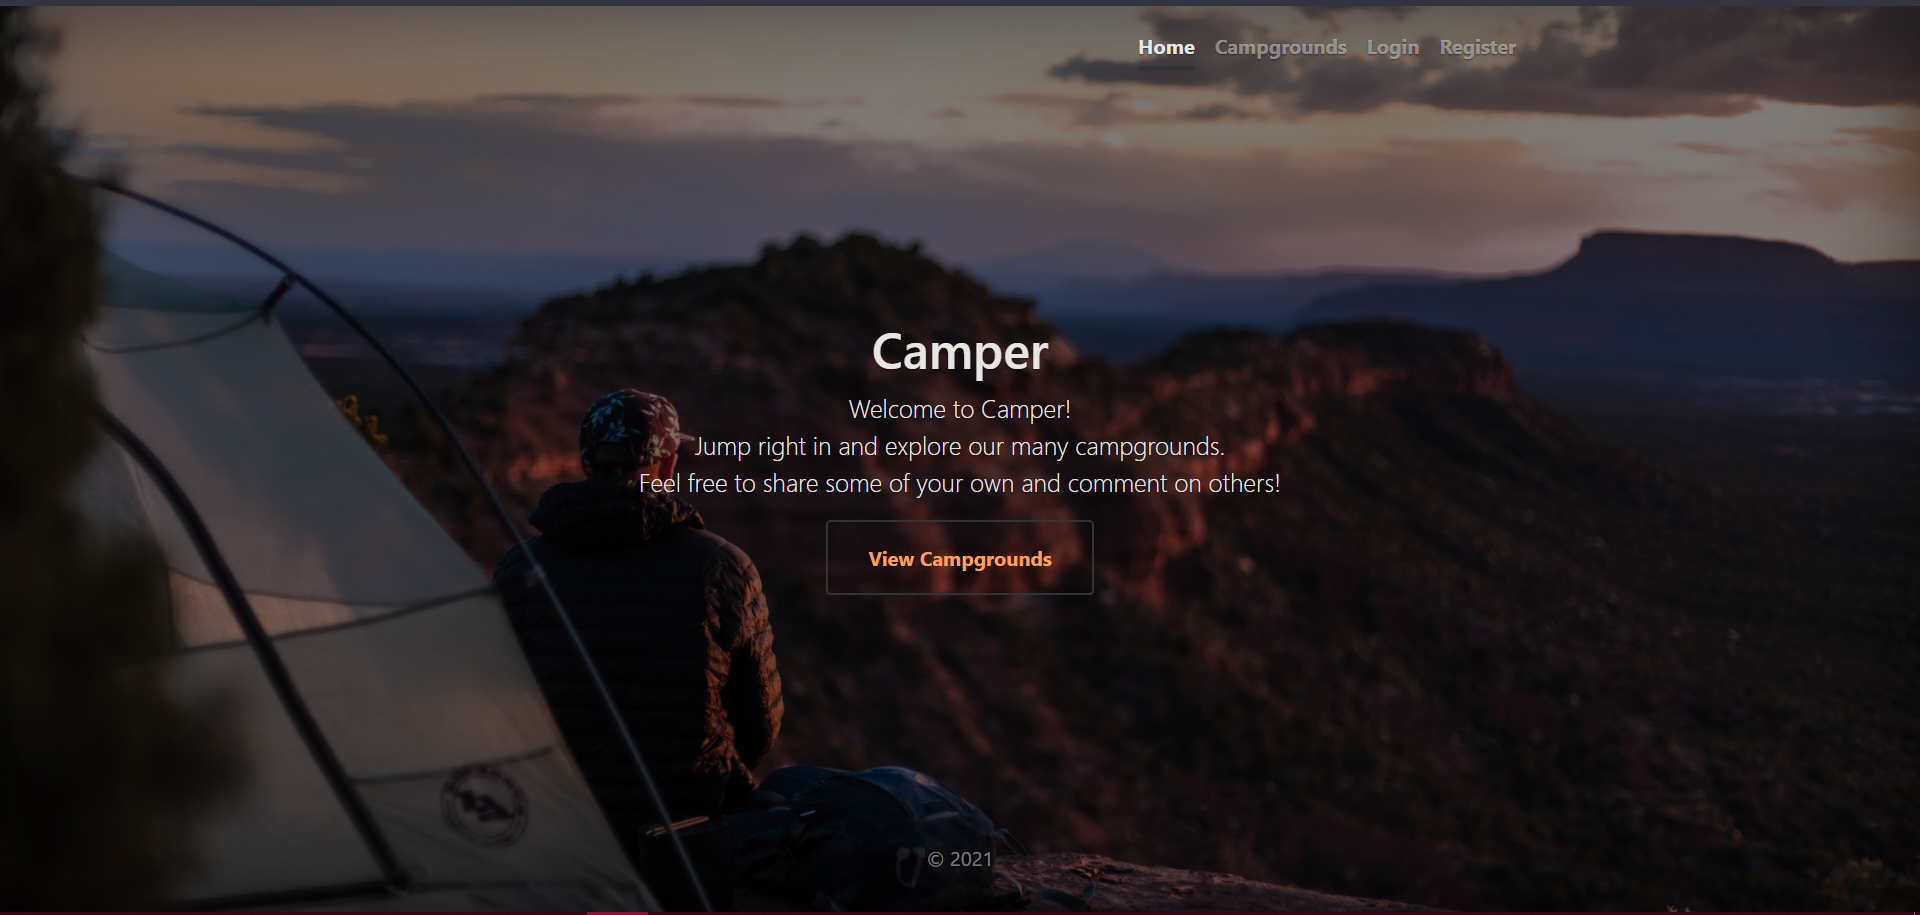 Home Campgrounds Login Register
Camper
Welcome to Camper!
Jump right in and explore our many campgrounds.
Feel free to share some of your own and comment on others!
View Campgrounds
© 2021